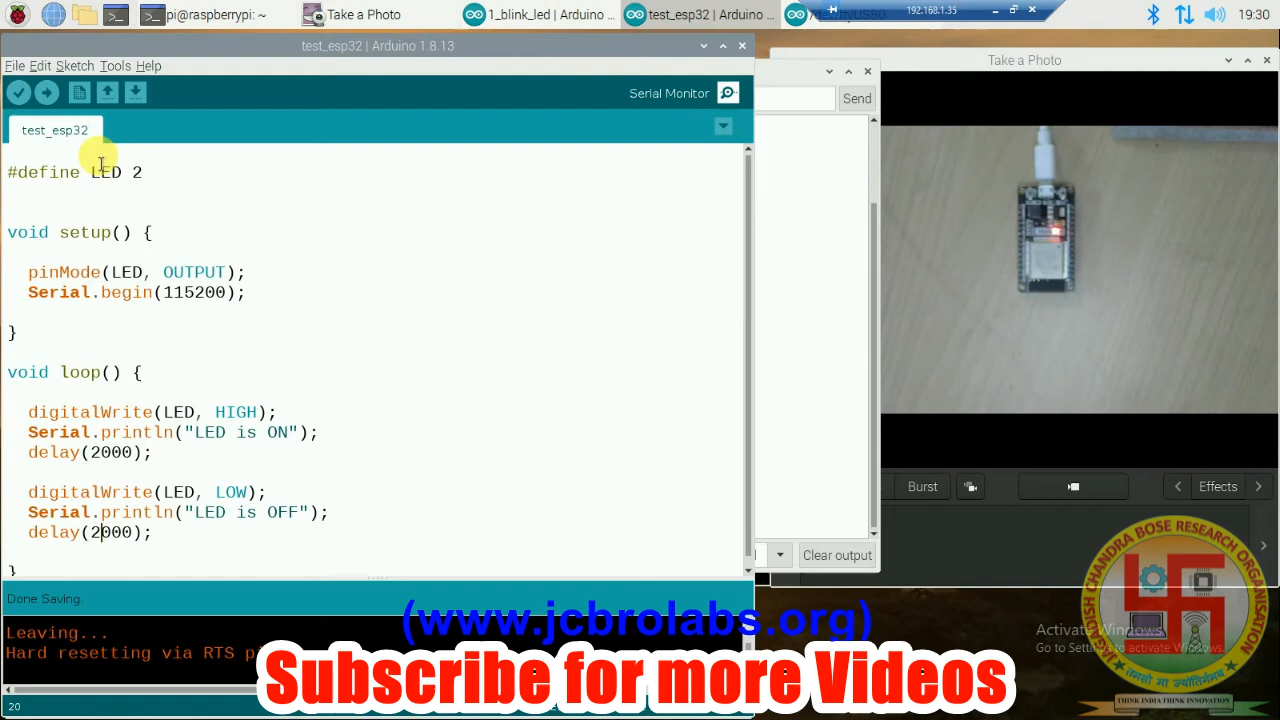 pi@raspberrypi: ~
Take a Photo
1_blink_led | Arduino ...
test_esp32 | Arduino ...
192.168.1.35
19:30
test_esp32 | Arduino 1.8.13
Take a Photo
File Edit Sketch Tools Help
Serial Monitor
Send
test_esp32
#define LED 2
void setup() {
pinMode(LED, OUTPUT);
Serial.begin(115200);
}
void loop() {
digitalWrite(LED, HIGH);
Serial.println("LED is ON");
delay(2000);
digitalWrite(LED, LOW);
Serial.println("LED is OFF");
delay(2000);
}
Burst
Effects
Clear output
Done Saving.
Leaving...
Hard resetting via RTS pi
20
(www.jcbrolabs.org)
Subscribe for more Videos
Activate Windows
Go to Settings to activate Windows.
THINK INDIA THINK INNOVATION